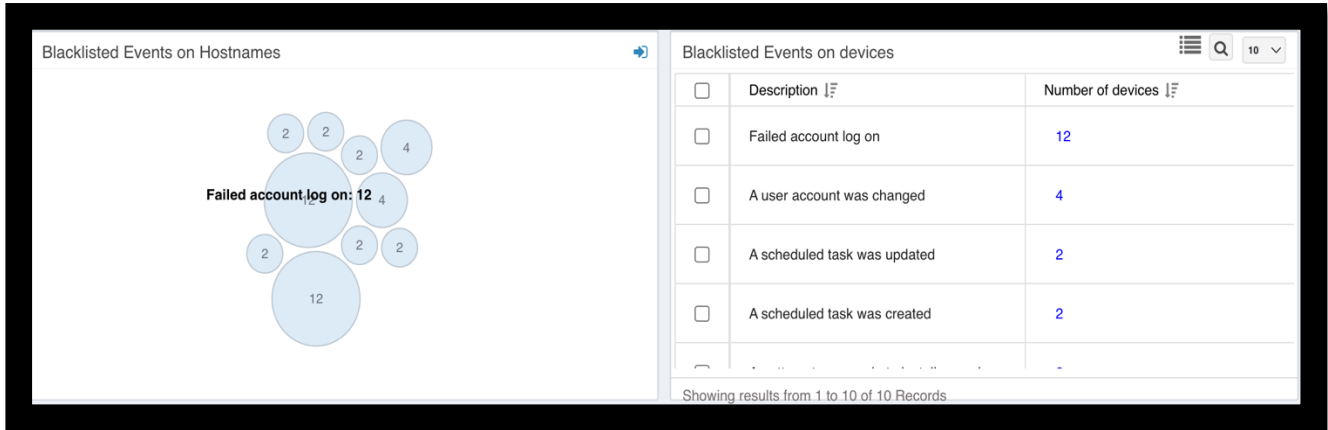 Blacklisted Events on Hostnames
2
2
2
4
Failed account log on: 12
12
4
2
2
2
12
Blacklisted Events on devices
10
Description
Number of devices
Failed account log on
12
A user account was changed
4
A scheduled task was updated
2
A scheduled task was created
2
Showing results from 1 to 10 of 10 Records